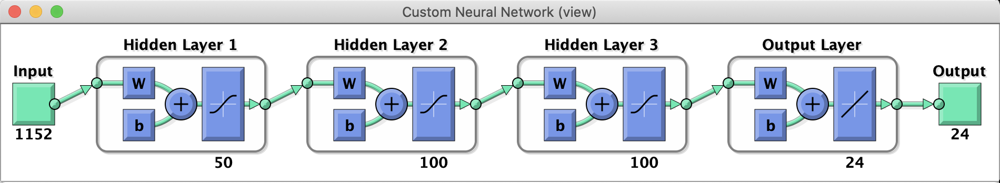 Custom Neural Network (view)
Hidden Layer 1
Hidden Layer 2
Hidden Layer 3
Output Layer
Input
Output
W
b
+
W
b
+
W
b
+
W
b
+
1152
24
50
100
100
24